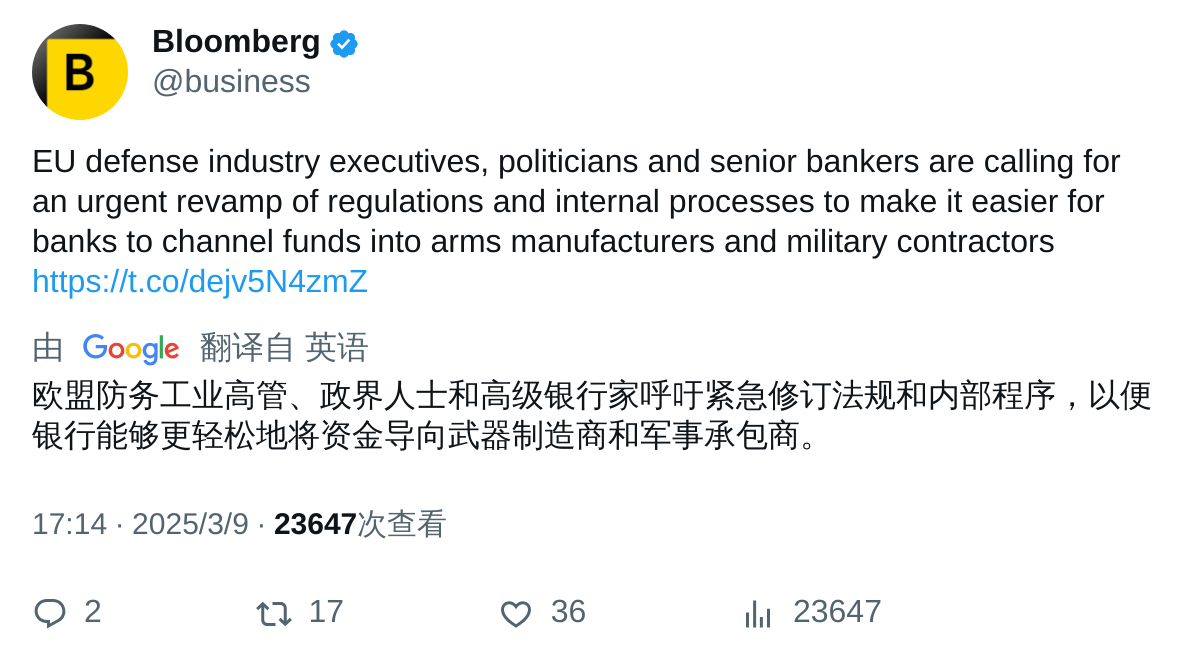 B
Bloomberg
@business
EU defense industry executives, politicians and senior bankers are calling for
an urgent revamp of regulations and internal processes to make it easier for
banks to channel funds into arms manufacturers and military contractors
https://t.co/dejv5N4zmZ
由 Google 翻译自 英语
欧盟防务工业高管、政界人士和高级银行家呼吁紧急修订法规和内部程序，以便
银行能够更轻松地将资金导向武器制造商和军事承包商。
17:14 · 2025/3/9 · 23647次查看
2 17 36 23647